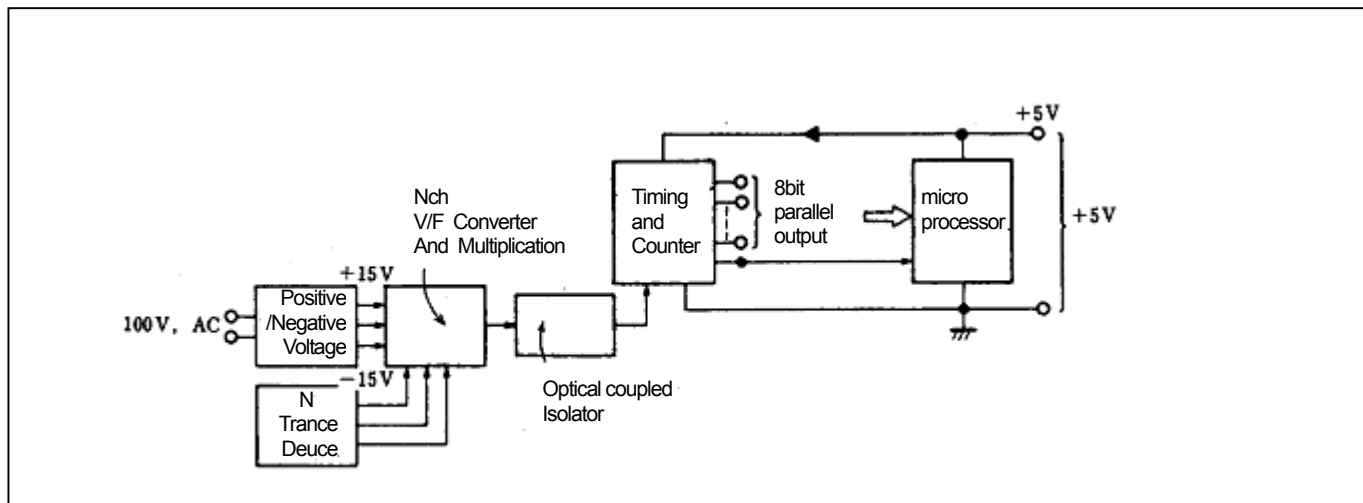 +5V
Timing
and
Counter
8bit
parallel
output
micro
processor
+5V
Nch
V/F Converter
And Multiplication
+15V
100V, AC
Positive
/Negative
Voltage
-15V
N
Trance
Deuce
Optical coupled
Isolator